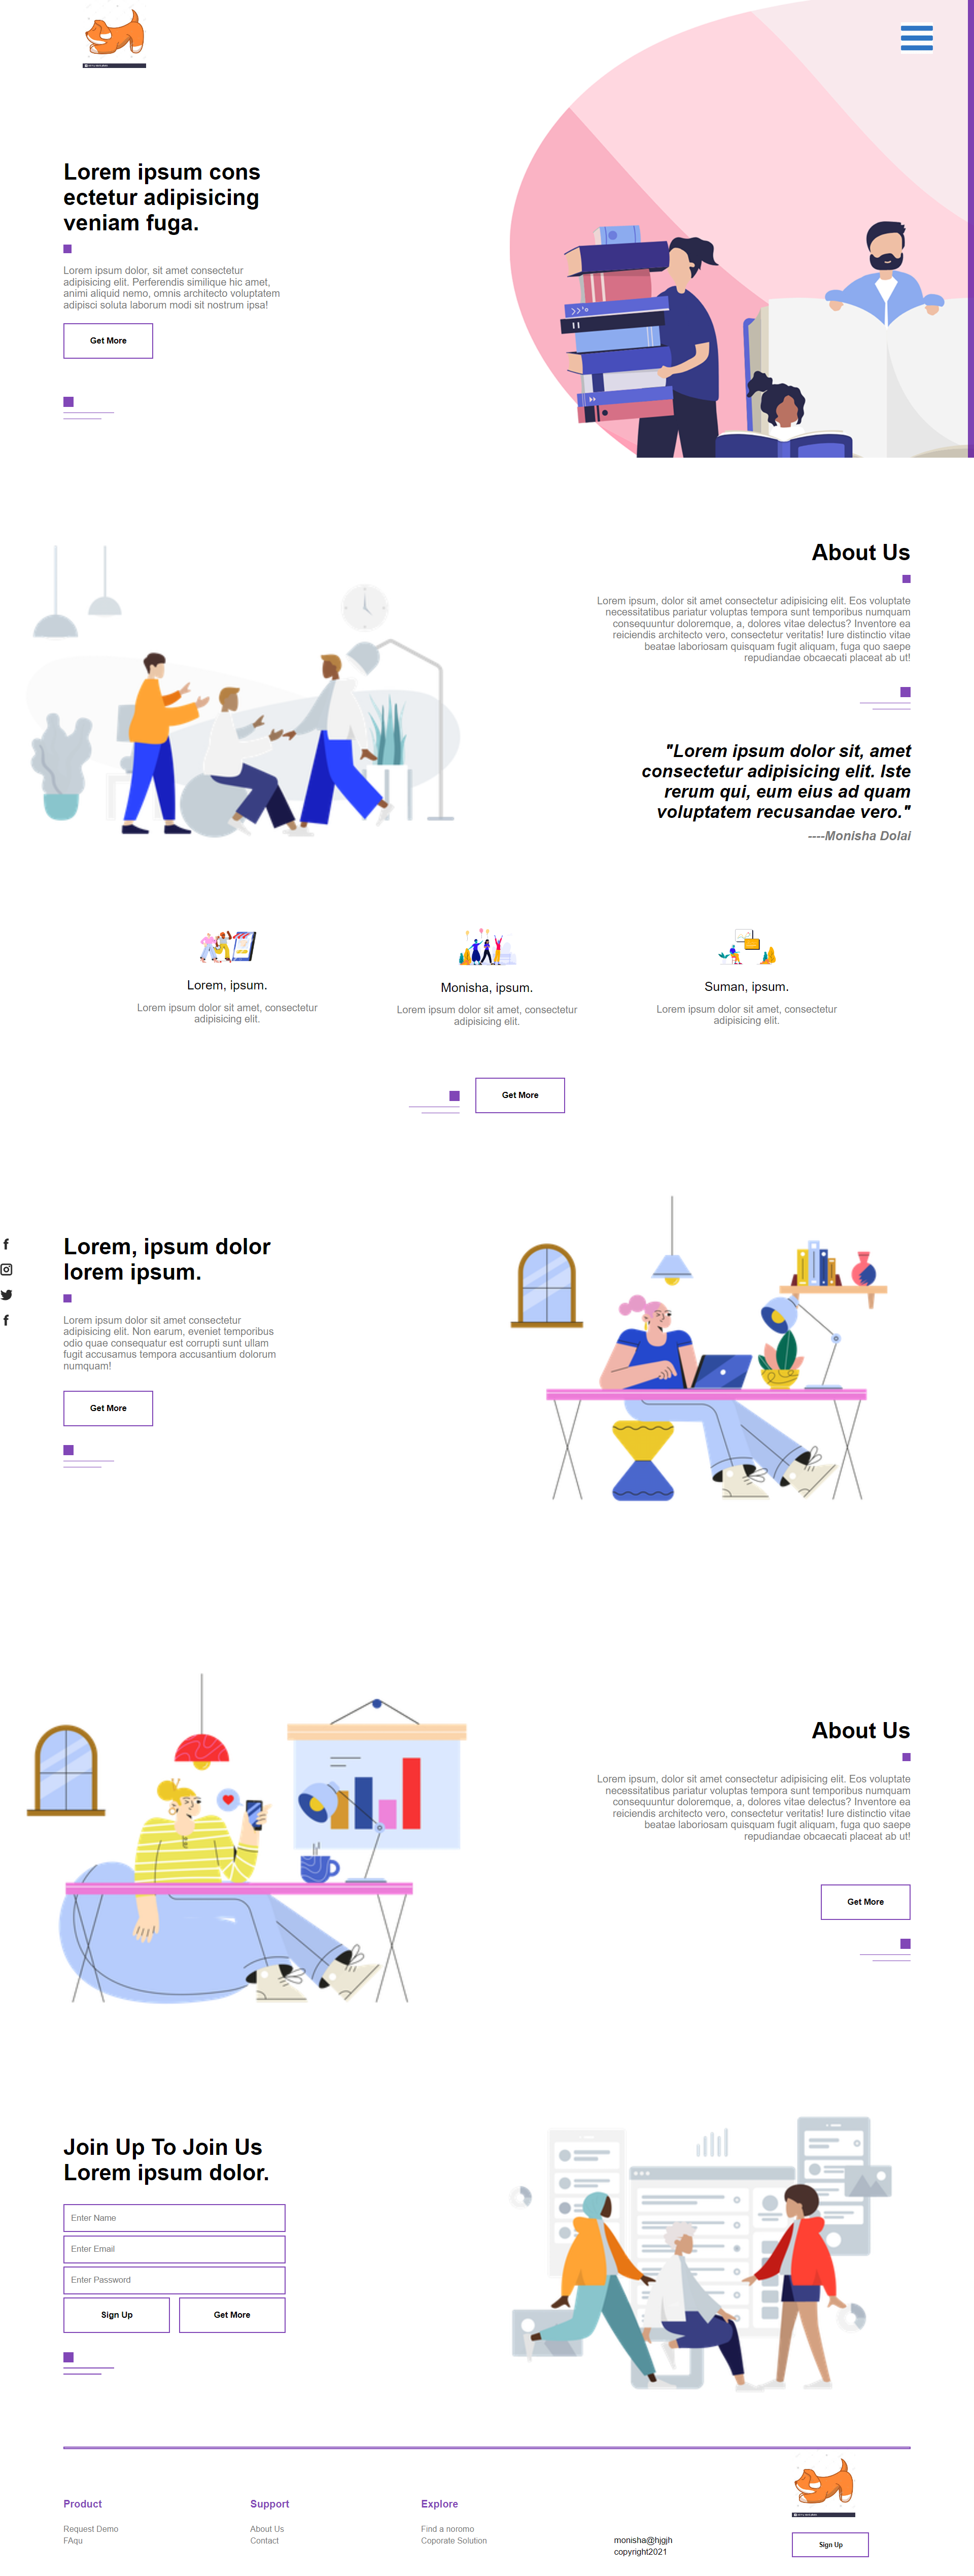 Lorem ipsum cons
ectetur adipisicing
veniam fuga.
Lorem ipsum dolor, sit amet consectetur
adipisicing elit. Perferendis similique hic amet,
animi aliquid nemo, omnis architecto voluptatem
adipisci soluta laborum modi sit nostrum ipsa!
Get More
About Us
Lorem ipsum, dolor sit amet consectetur adipisicing elit. Eos voluptate
necessitatibus pariatur voluptas tempora sunt temporibus numquam
consequuntur doloremque, a, dolores vitae delectus? Inventore ea
reiciendis architecto vero, consectetur veritatis! Iure distinctio vitae
beatae laboriosam quisquam fugit aliquam, fuga quo saepe
repudiandae obcaecati placeat ab ut!
"Lorem ipsum dolor sit, amet
consectetur adipisicing elit. Iste
rerum qui, eum eius ad quam
voluptatem recusandae vero."
----Monisha Dolai
Lorem, ipsum.
Lorem ipsum dolor sit amet, consectetur
adipisicing elit.
Monisha, ipsum.
Lorem ipsum dolor sit amet, consectetur
adipisicing elit.
Suman, ipsum.
Lorem ipsum dolor sit amet, consectetur
adipisicing elit.
Get More
Lorem, ipsum dolor
lorem ipsum.
Lorem ipsum dolor sit amet consectetur
adipisicing elit. Non earum, eveniet temporibus
odio quae consequatur est corrupti sunt ullam
fugit accusamus tempora accusantium dolorum
numquam!
Get More
About Us
Lorem ipsum, dolor sit amet consectetur adipisicing elit. Eos voluptate
necessitatibus pariatur voluptas tempora sunt temporibus numquam
consequuntur doloremque, a, dolores vitae delectus? Inventore ea
reiciendis architecto vero, consectetur veritatis! Iure distinctio vitae
beatae laboriosam quisquam fugit aliquam, fuga quo saepe
repudiandae obcaecati placeat ab ut!
Get More
Join Up To Join Us
Lorem ipsum dolor.
Enter Name
Enter Email
Enter Password
Sign Up
Get More
Product
Request Demo
FAqu
Support
About Us
Contact
Explore
Find a noromo
Coporate Solution
monisha@hjgjh
copyright2021
Sign Up